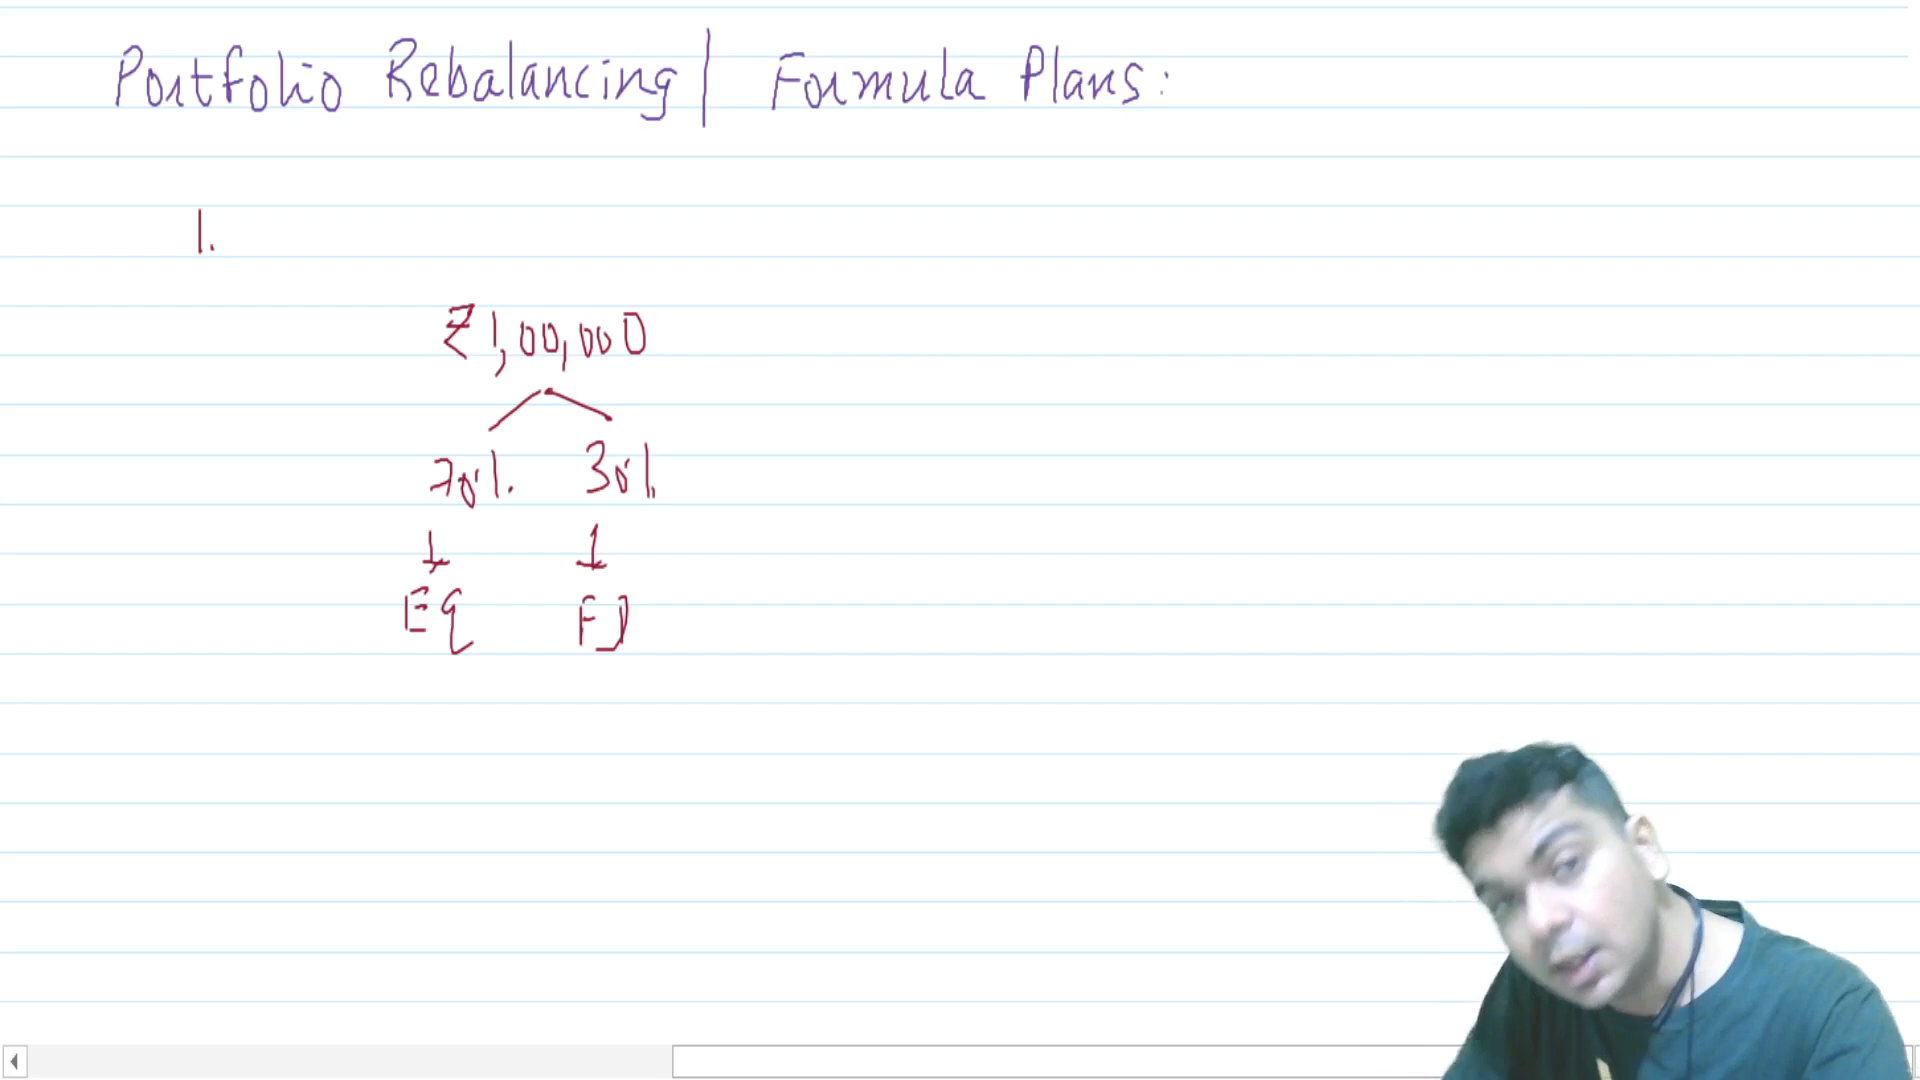 Portfolio Rebalancing | Formula Plans:
1.
₹1,00,000
70% 30%
Eq FD